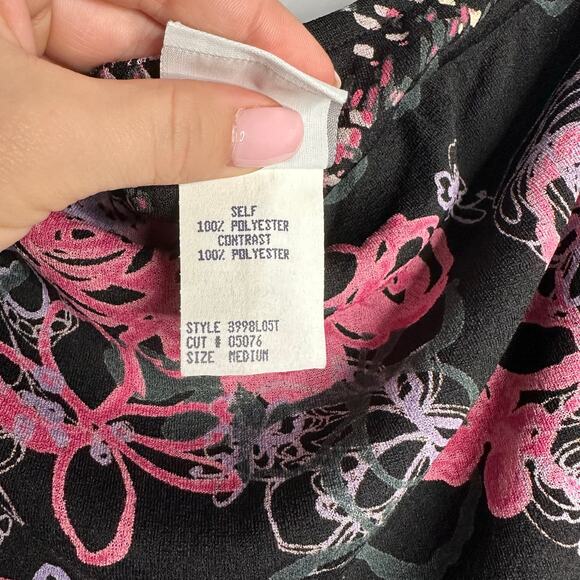 SELF
100% POLYESTER
CONTRAST
100% POLYESTER
STYLE 3998L05T
CUT # 05076
SIZE MEDIUM